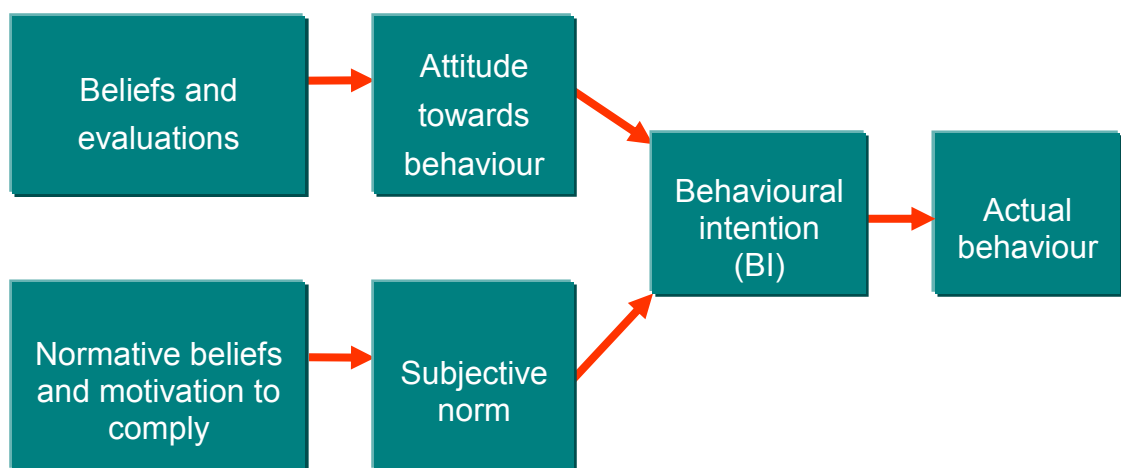 Beliefs and
evaluations
Attitude
towards
behaviour
Behavioural
intention
(BI)
Actual
behaviour
Normative beliefs
and motivation to
comply
Subjective
norm